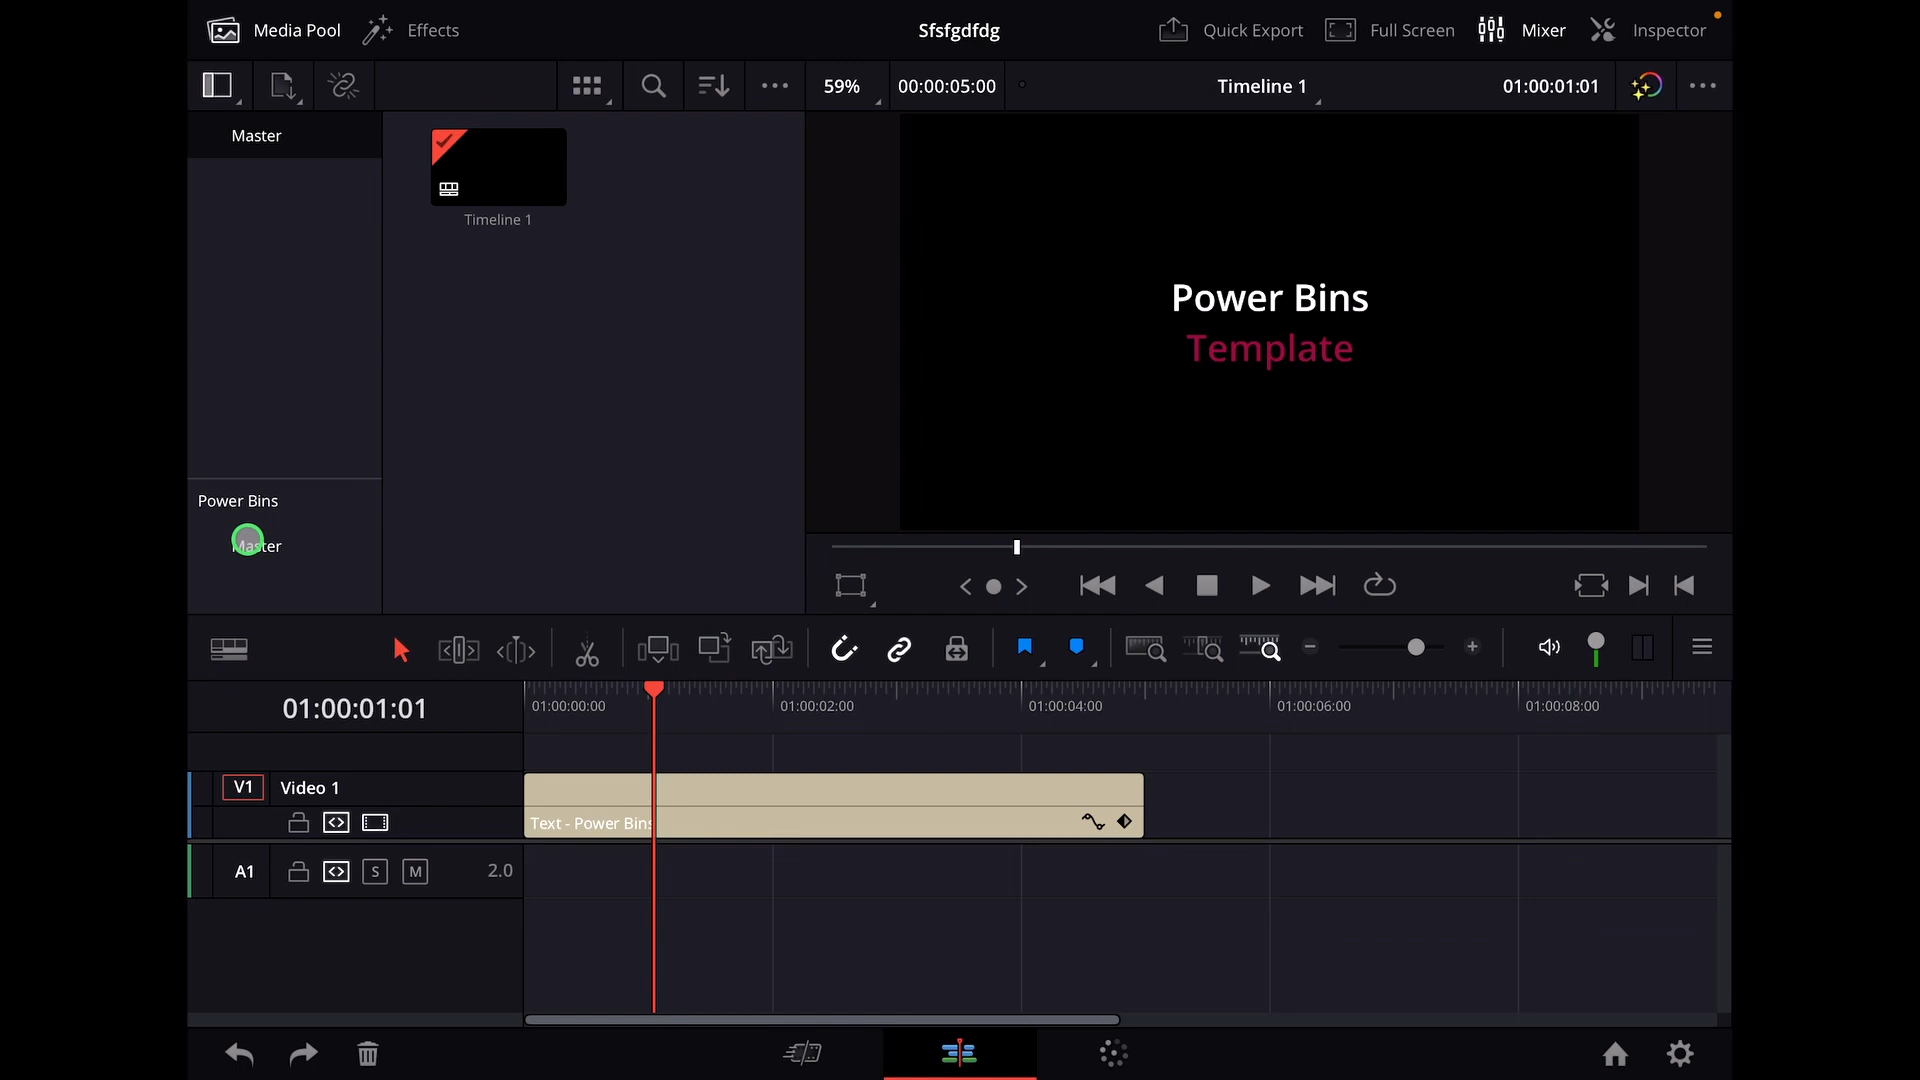 Media Pool
Effects
Sfsfgdfdg
Quick Export
Full Screen
Mixer
Inspector
59%
00:00:05:00
Timeline 1
01:00:01:01
Master
Timeline 1
Power Bins
Template
Power Bins
Master
01:00:01:01
01:00:00:00
01:00:02:00
01:00:04:00
01:00:06:00
01:00:08:00
V1
Video 1
Text - Power Bins
A1
S
M
2.0